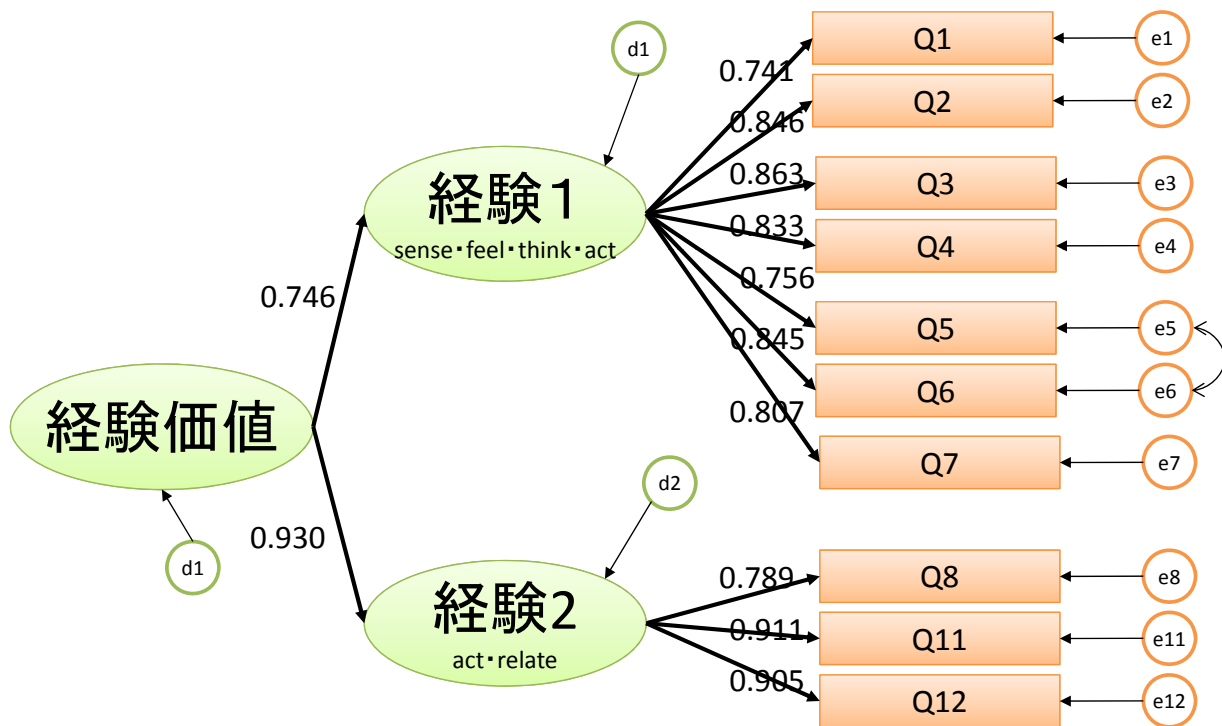 d1
0.741
Q1
e1
0.846
Q2
e2
経験1
sense・feel・think・act
0.863
Q3
e3
0.833
Q4
e4
0.756
Q5
e5
0.845
Q6
e6
0.807
Q7
e7
0.746
経験価値
d1
0.930
d2
経験2
act・relate
0.789
Q8
e8
0.911
Q11
e11
0.905
Q12
e12